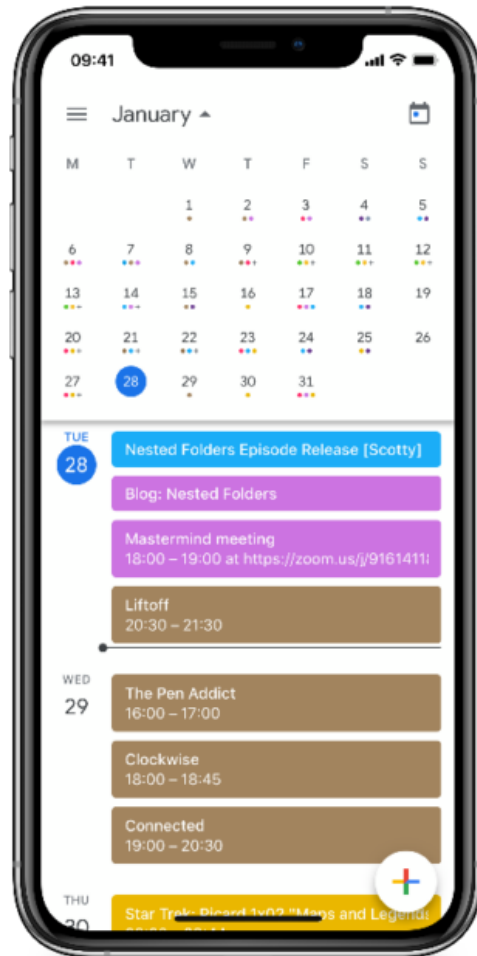 09:41
January
M T W T F S S
1 2 3 4 5
6 7 8 9 10 11 12
13 14 15 16 17 18 19
20 21 22 23 24 25 26
27 28 29 30 31
TUE
28
Nested Folders Episode Release [Scotty]
Blog: Nested Folders
Mastermind meeting
18:00 – 19:00 at https://zoom.us/j/9161411
Liftoff
20:30 – 21:30
WED
29
The Pen Addict
16:00 – 17:00
Clockwise
18:00 – 18:45
Connected
19:00 – 20:30
THU
30
Star Trek: Picard 1x02 "Maps and Legends